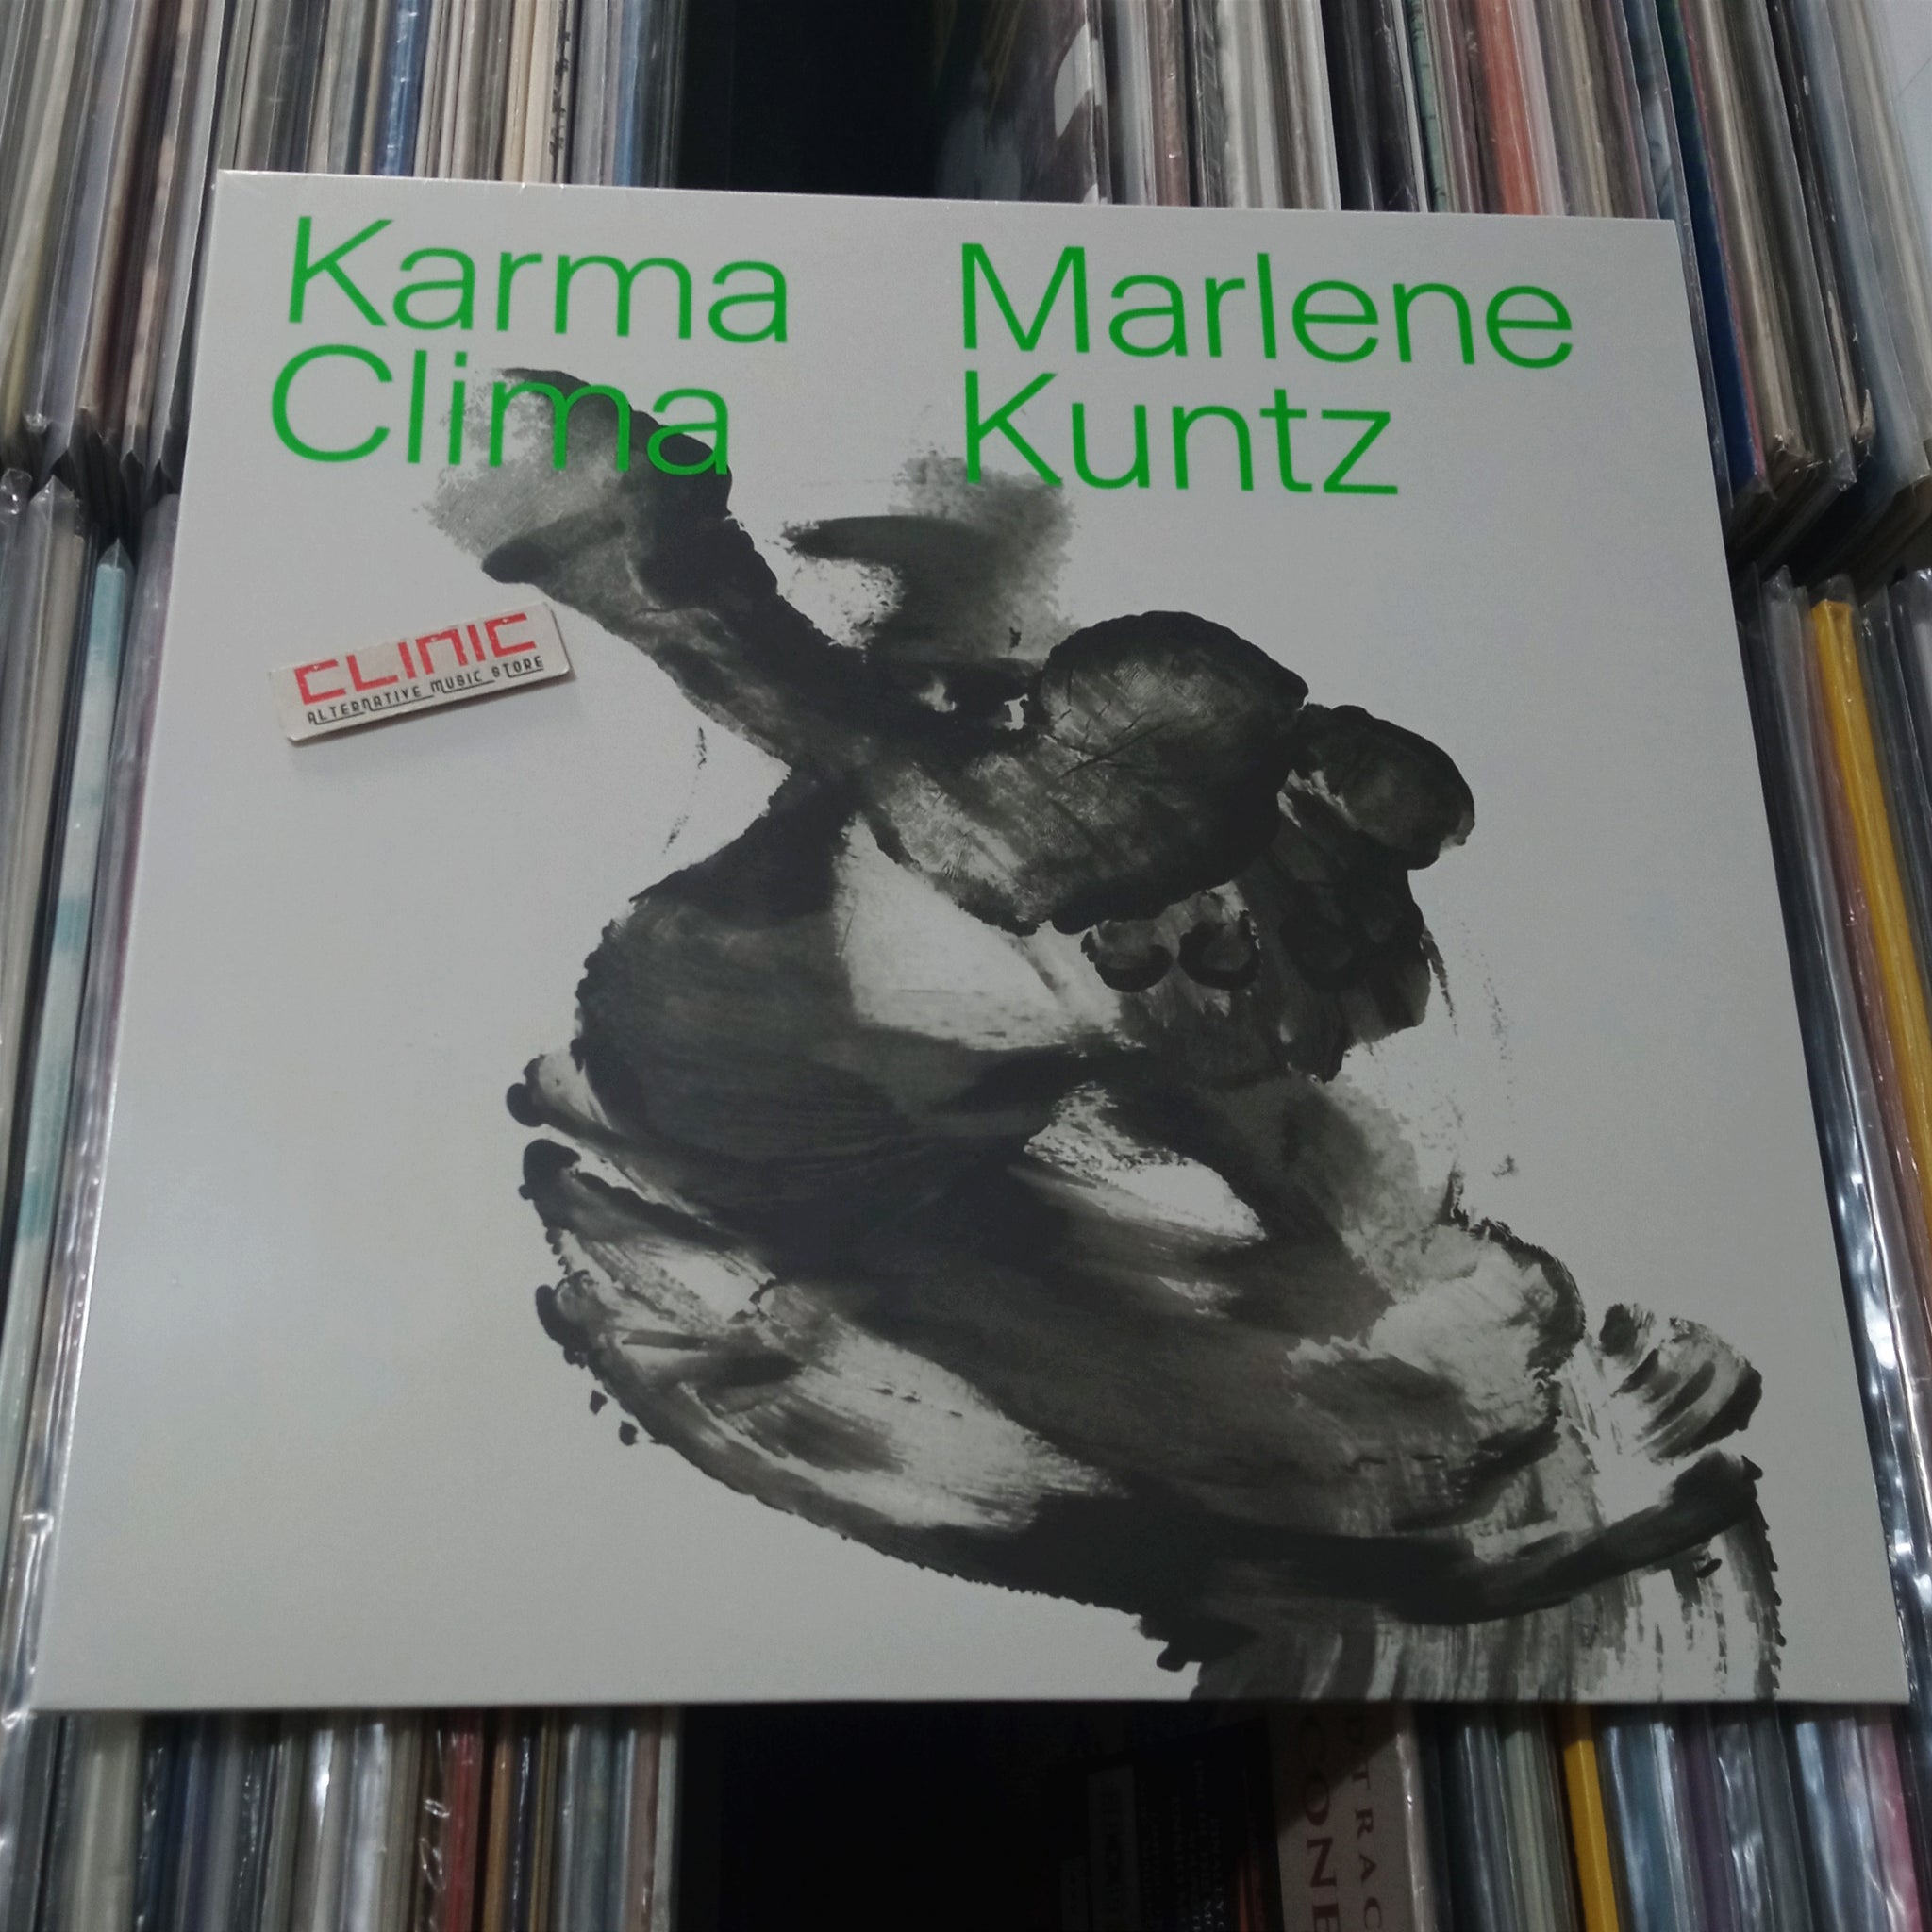 Karma
Clima
Marlene
Kuntz
CLINIC
ALTERNATIVE MUSIC STORE